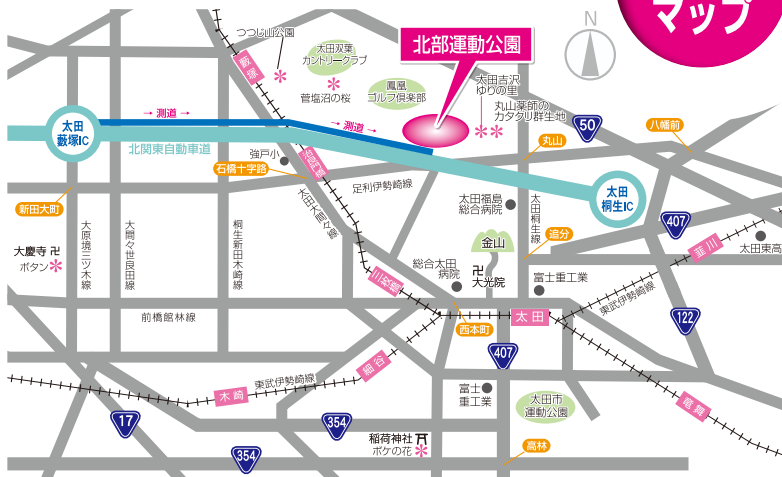 マップ
N
つつじ山公園
藪塚
太田双葉
カントリークラブ
菅塩沼の桜
鳳凰
ゴルフ倶楽部
北部運動公園
太田吉沢
ゆりの里
丸山薬師の
カタクリ群生地
50
八幡前
太田
藪塚IC
→ 測道 →
→ 測道 →
北関東自動車道
強戸小
石橋十字路
治良門橋
丸山
足利伊勢崎線
太田大間々線
新田大町
大原境三ツ木線
大間々世良田線
桐生新田木崎線
太田福島
総合病院
太田桐生線
太田
桐生IC
407
追分
韮川
太田東高
大慶寺 卍
ボタン
金山
卍
大光院
総合太田
病院
三枚橋
富士重工業
東武伊勢崎線
122
前橋館林線
西本町
太田
407
細谷
東武伊勢崎線
木崎
富士
重工業
太田市
運動公園
竜舞
17
354
354
稲荷神社
ボケの花
高林